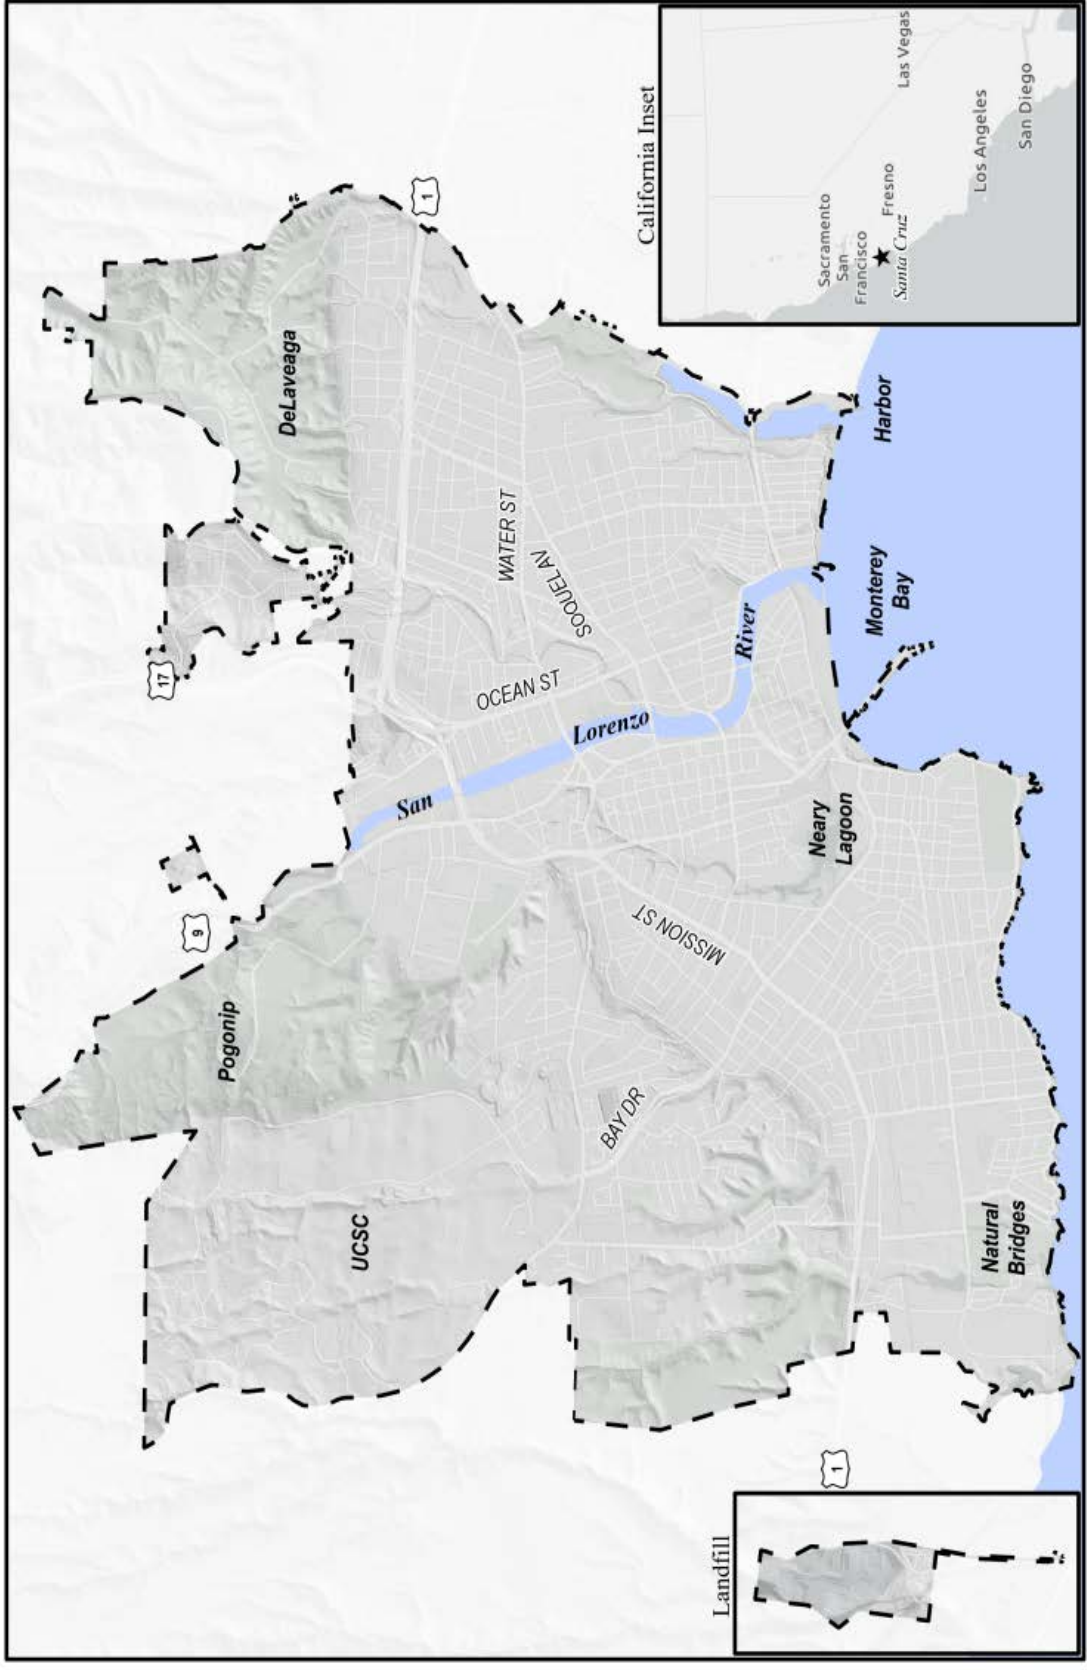 Landfill
1
UCSC
Pogonip
9
17
DeLaveaga
1
San
Lorenzo
River
OCEAN ST
WATER ST
SOQUEL AV
MISSION ST
BAY DR
Neary
Lagoon
Natural
Bridges
Monterey
Bay
Harbor
California Inset
Sacramento
San
Francisco
Santa Cruz
Fresno
Las Vegas
Los Angeles
San Diego